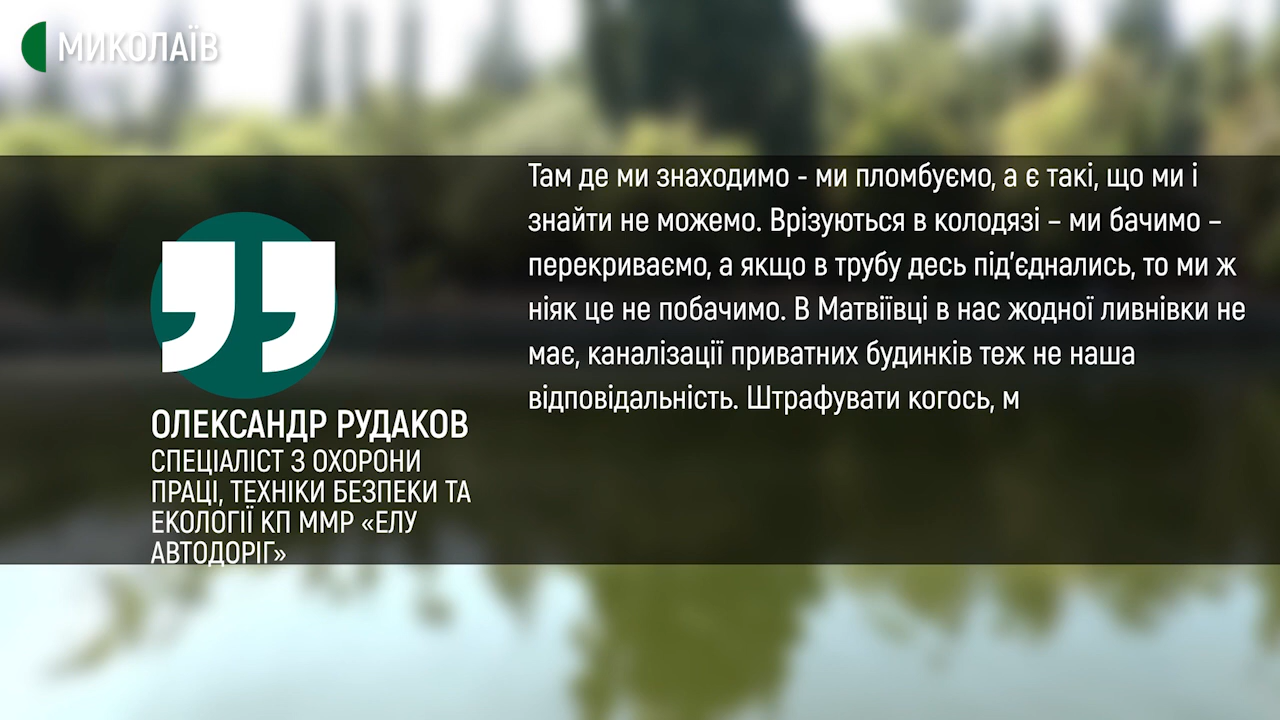 МИКОЛАЇВ
Там де ми знаходимо - ми пломбуємо, а є такі, що ми і
знайти не можемо. Врізуються в колодязі – ми бачимо –
перекриваємо, а якщо в трубу десь під’єднались, то ми ж
ніяк це не побачимо. В Матвіївці в нас жодної ливнівки не
має, каналізації приватних будинків теж не наша
відповідальність. Штрафувати когось, м
ОЛЕКСАНДР РУДАКОВ
СПЕЦІАЛІСТ З ОХОРОНИ
ПРАЦІ, ТЕХНІКИ БЕЗПЕКИ ТА
ЕКОЛОГІЇ КП ММР «ЕЛУ
АВТОДОРІГ»